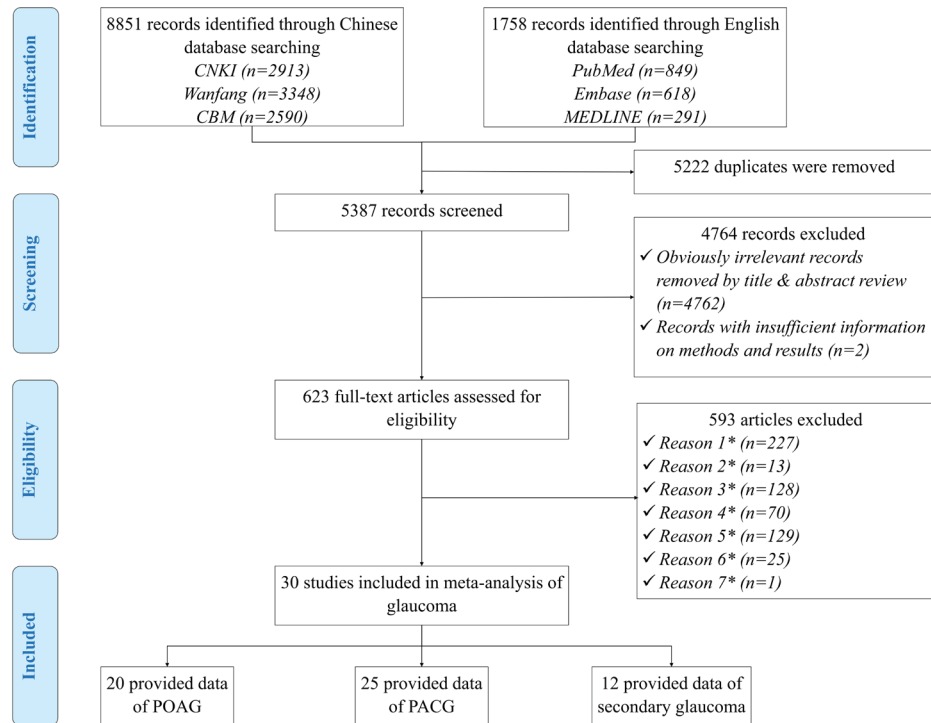 Identification
8851 records identified through Chinese
database searching
CNKI (n=2913)
Wanfang (n=3348)
CBM (n=2590)
1758 records identified through English
database searching
PubMed (n=849)
Embase (n=618)
MEDLINE (n=291)
5222 duplicates were removed
Screening
5387 records screened
4764 records excluded
✓ Obviously irrelevant records
removed by title & abstract review
(n=4762)
✓ Records with insufficient information
on methods and results (n=2)
Eligibility
623 full-text articles assessed for
eligibility
593 articles excluded
✓ Reason 1* (n=227)
✓ Reason 2* (n=13)
✓ Reason 3* (n=128)
✓ Reason 4* (n=70)
✓ Reason 5* (n=129)
✓ Reason 6* (n=25)
✓ Reason 7* (n=1)
Included
30 studies included in meta-analysis of
glaucoma
20 provided data
of POAG
25 provided data
of PACG
12 provided data of
secondary glaucoma